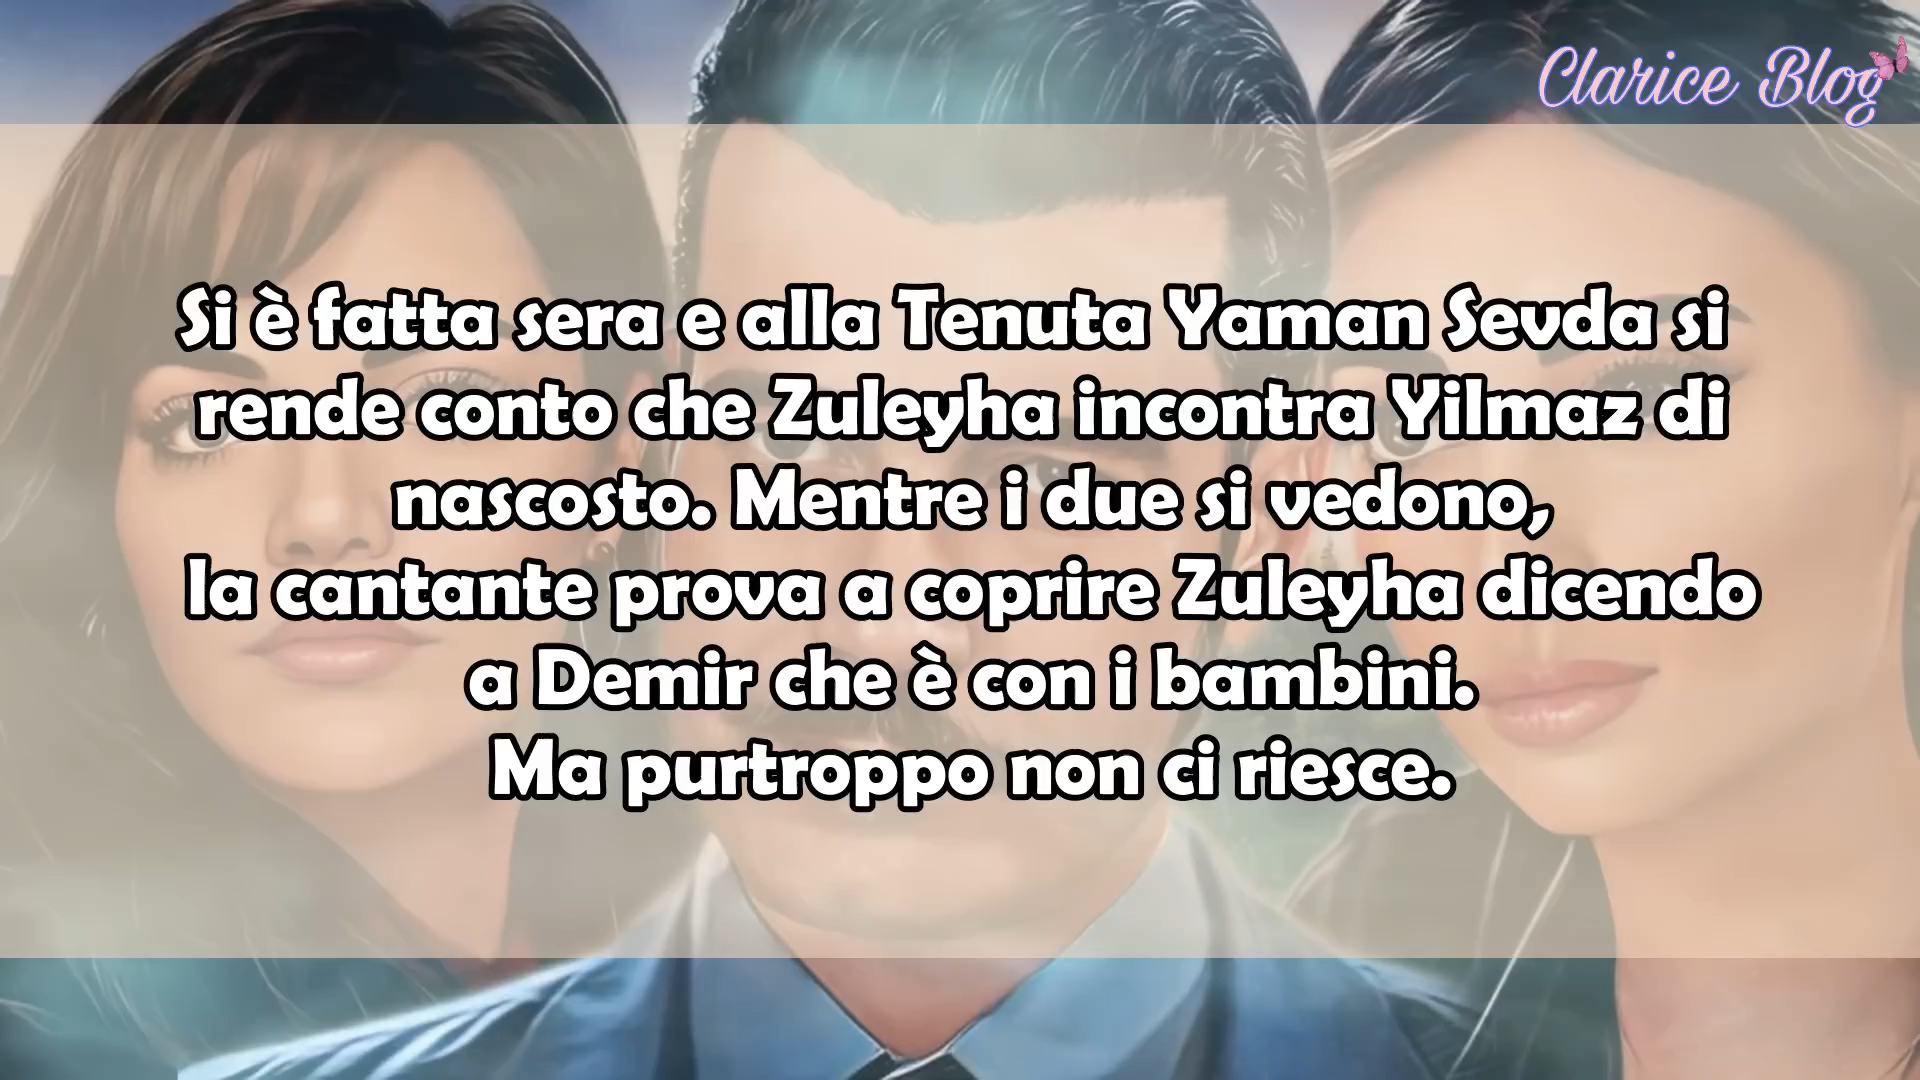 Clarice Blog
Si è fatta sera e alla Tenuta Yaman Sevda si
rende conto che Zuleyha incontra Yilmaz di
nascosto. Mentre i due si vedono,
la cantante prova a coprire Zuleyha dicendo
a Demir che è con i bambini.
Ma purtroppo non ci riesce.